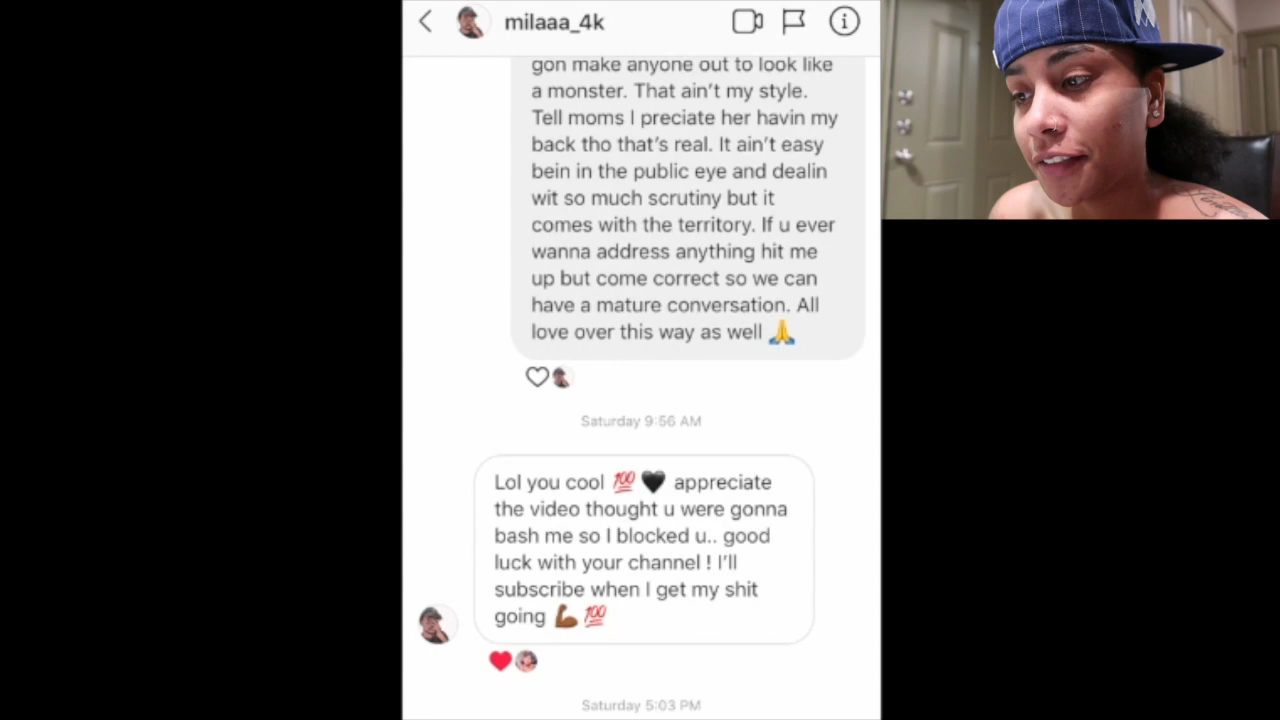 milaaa_4k
gon make anyone out to look like
a monster. That ain't my style.
Tell moms I preciate her havin my
back tho that's real. It ain't easy
bein in the public eye and dealin
wit so much scrutiny but it
comes with the territory. If u ever
wanna address anything hit me
up but come correct so we can
have a mature conversation. All
love over this way as well 🙏
Saturday 9:56 AM
Lol you cool 💯🖤 appreciate
the video thought u were gonna
bash me so I blocked u.. good
luck with your channel ! I'll
subscribe when I get my shit
going 💪🏾💯
Saturday 5:03 PM